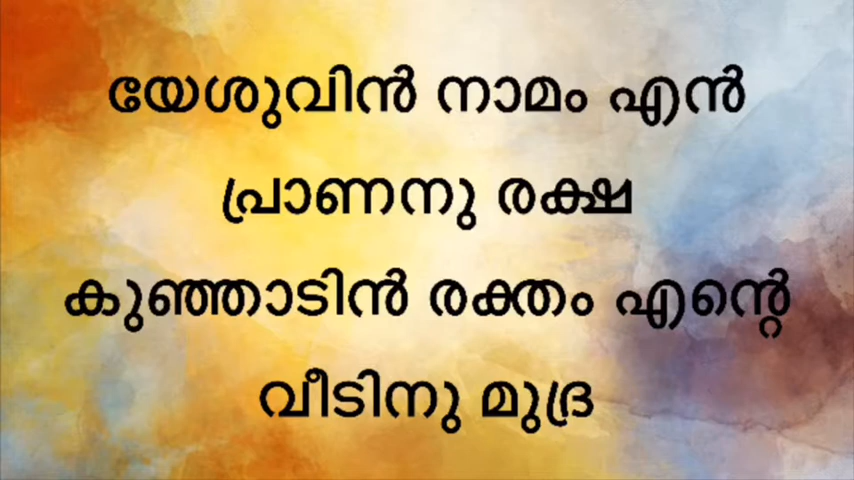 യേശുവിൻ നാമം എൻ
പ്രാണനു രക്ഷ
കുഞ്ഞാടിൻ രക്തം എന്റെ
വീടിനു മുദ്ര